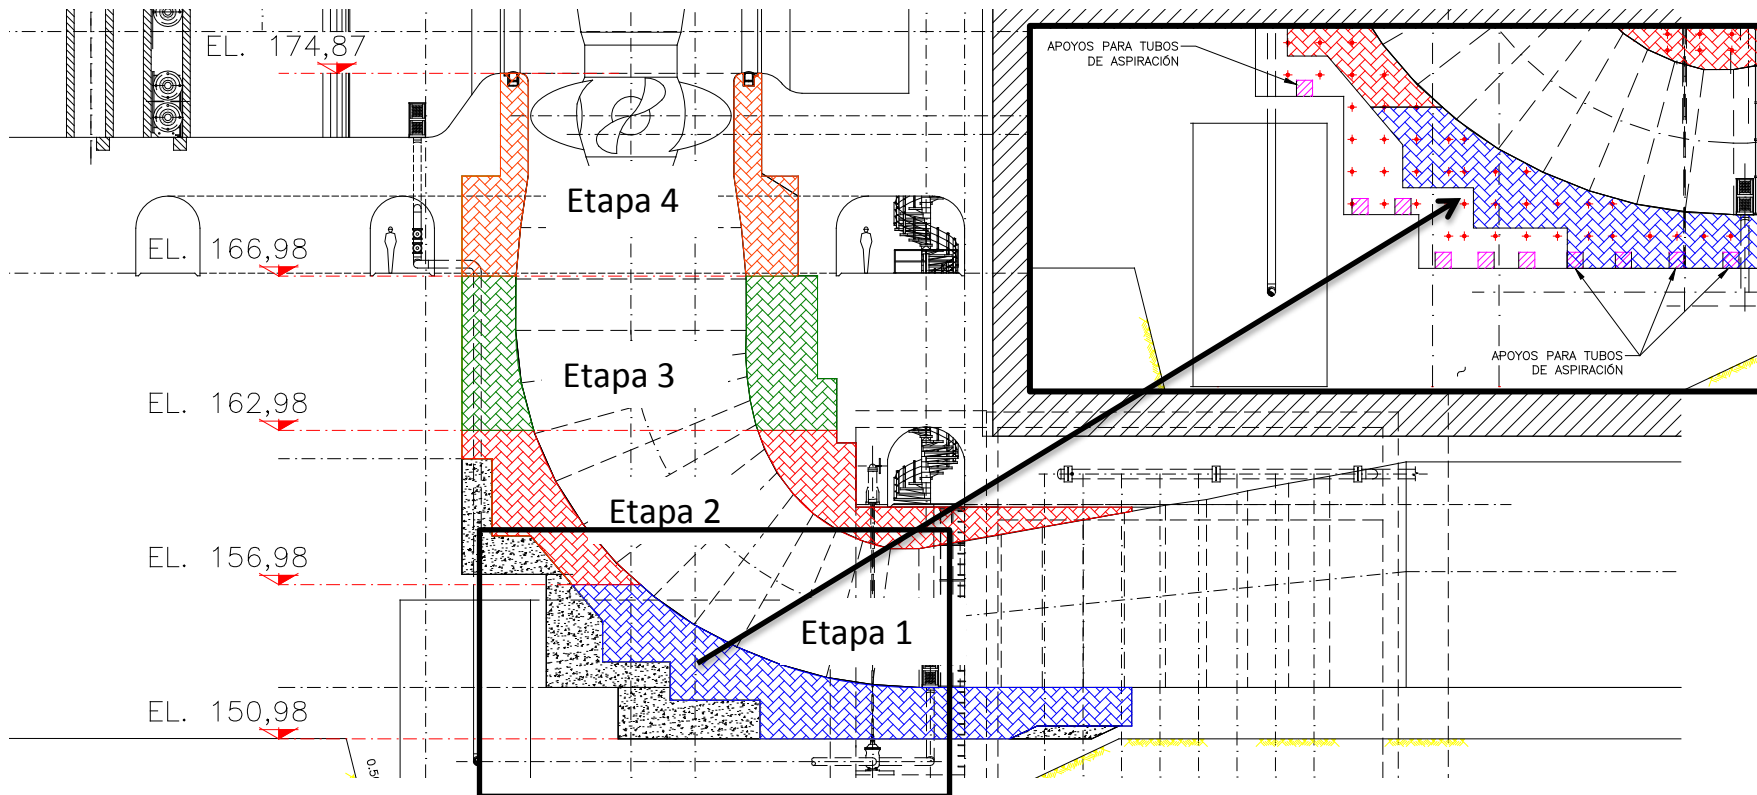 EL. 174,87
APOYOS PARA TUBOS
DE ASPIRACIÓN
Etapa 4
EL. 166,98
Etapa 3
APOYOS PARA TUBOS
DE ASPIRACIÓN
EL. 162,98
Etapa 2
EL. 156,98
Etapa 1
EL. 150,98